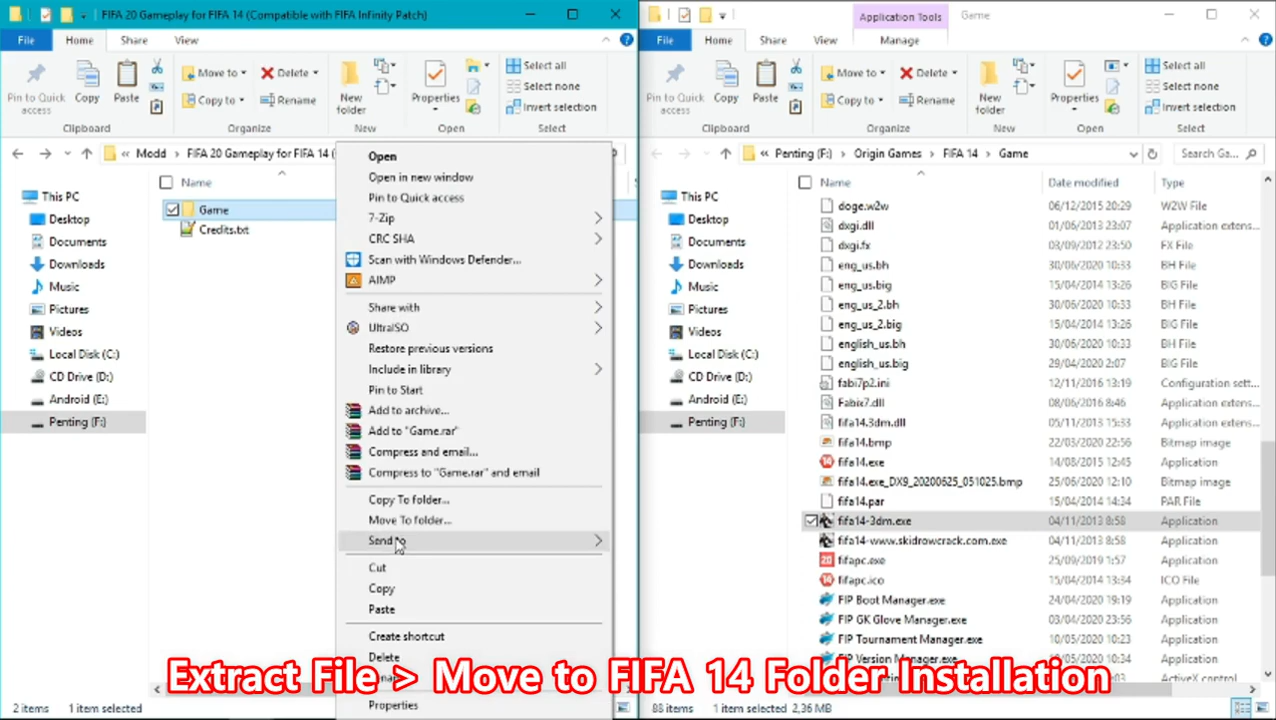 FIFA 20 Gameplay for FIFA 14 (Compatible with FIFA Infinity Patch)
File Home Share View
Pin to Quick access
Copy
Paste
Move to
Copy to
Delete
Rename
New folder
Properties
Select all
Select none
Invert selection
Clipboard Organize New Open Select
« Modd > FIFA 20 Gameplay for FIFA 14 (
This PC
Desktop
Documents
Downloads
Music
Pictures
Videos
Local Disk (C:)
CD Drive (D:)
Android (E:)
Penting (F:)
Name
Game
Credits.txt
Open
Open in new window
Pin to Quick access
7-Zip
CRC SHA
Scan with Windows Defender...
AIMP
Share with
UltraISO
Restore previous versions
Include in library
Pin to Start
Add to archive...
Add to "Game.rar"
Compress and email...
Compress to "Game.rar" and email
Copy To folder...
Move To folder...
Send to
Cut
Copy
Paste
Create shortcut
Delete
Properties
2 items 1 item selected
Application Tools Game
File Home Share View Manage
Pin to Quick access
Copy
Paste
Move to
Copy to
Delete
Rename
New folder
Properties
Select all
Select none
Invert selection
Clipboard Organize New Open Select
« Penting (F:) > Origin Games > FIFA 14 > Game
Search Ga...
This PC
Desktop
Documents
Downloads
Music
Pictures
Videos
Local Disk (C:)
CD Drive (D:)
Android (E:)
Penting (F:)
Name Date modified Type
doge.w2w 06/12/2015 20:29 W2W File
dxgi.dll 01/06/2013 23:07 Application extens...
dxgi.fx 03/09/2012 23:50 FX File
eng_us.bh 30/06/2020 10:33 BH File
eng_us.big 15/04/2014 13:26 BIG File
eng_us_2.bh 30/06/2020 10:33 BH File
eng_us_2.big 15/04/2014 13:26 BIG File
english_us.bh 30/06/2020 10:33 BH File
english_us.big 29/04/2020 2:07 BIG File
fabi7p2.ini 12/11/2016 13:19 Configuration sett...
Fabix7.dll 08/06/2016 8:46 Application extens...
fifa14.3dm.dll 05/11/2013 18:33 Application extens...
fifa14.bmp 22/03/2020 22:56 Bitmap image
fifa14.exe 14/08/2015 12:45 Application
fifa14.exe_DX9_20200625_051025.bmp 25/06/2020 12:10 Bitmap image
fifa14.par 15/04/2014 14:34 PAR File
fifa14-3dm.exe 04/11/2013 8:58 Application
fifa14-www.skidrowcrack.com.exe 04/11/2013 8:58 Application
fifapc.exe 25/09/2019 1:57 Application
fifapc.ico 15/04/2014 13:34 ICO File
FIP Boot Manager.exe 24/04/2020 19:19 Application
FIP GK Glove Manager.exe 03/04/2020 23:56 Application
FIP Tournament Manager.exe 10/05/2020 10:23 Application
FIP Version Manager.exe Application
ActiveX control
88 items 1 item selected 2,36 MB
Extract File > Move to FIFA 14 Folder Installation